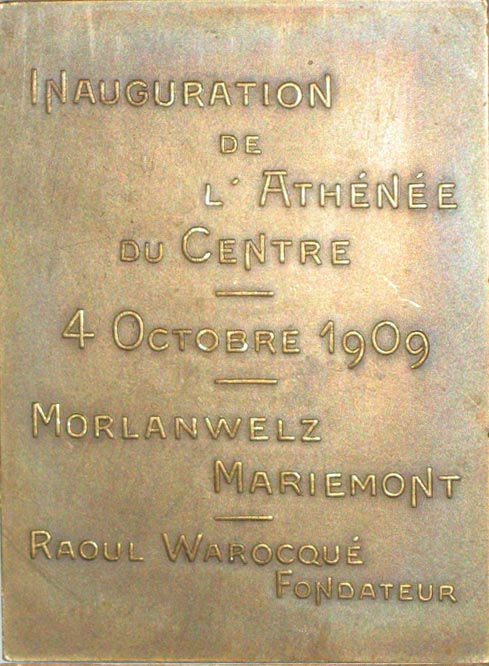 INAUGURATION
DE
L'ATHÉNÉE
DU CENTRE
4 OCTOBRE 1909
MORLANWELZ
MARIEMONT
RAOUL WAROCQUÉ
FONDATEUR